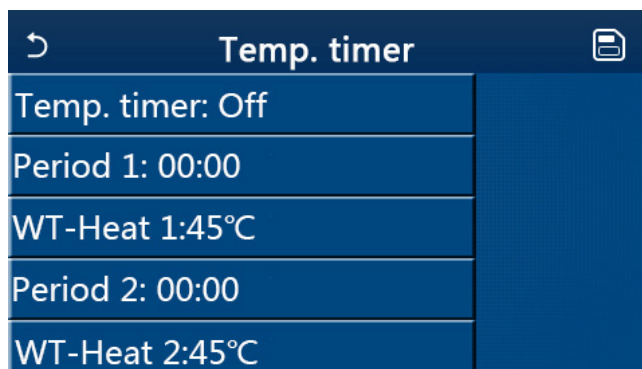 Temp. timer
Temp. timer: Off
Period 1: 00:00
WT-Heat 1:45℃
Period 2: 00:00
WT-Heat 2:45℃